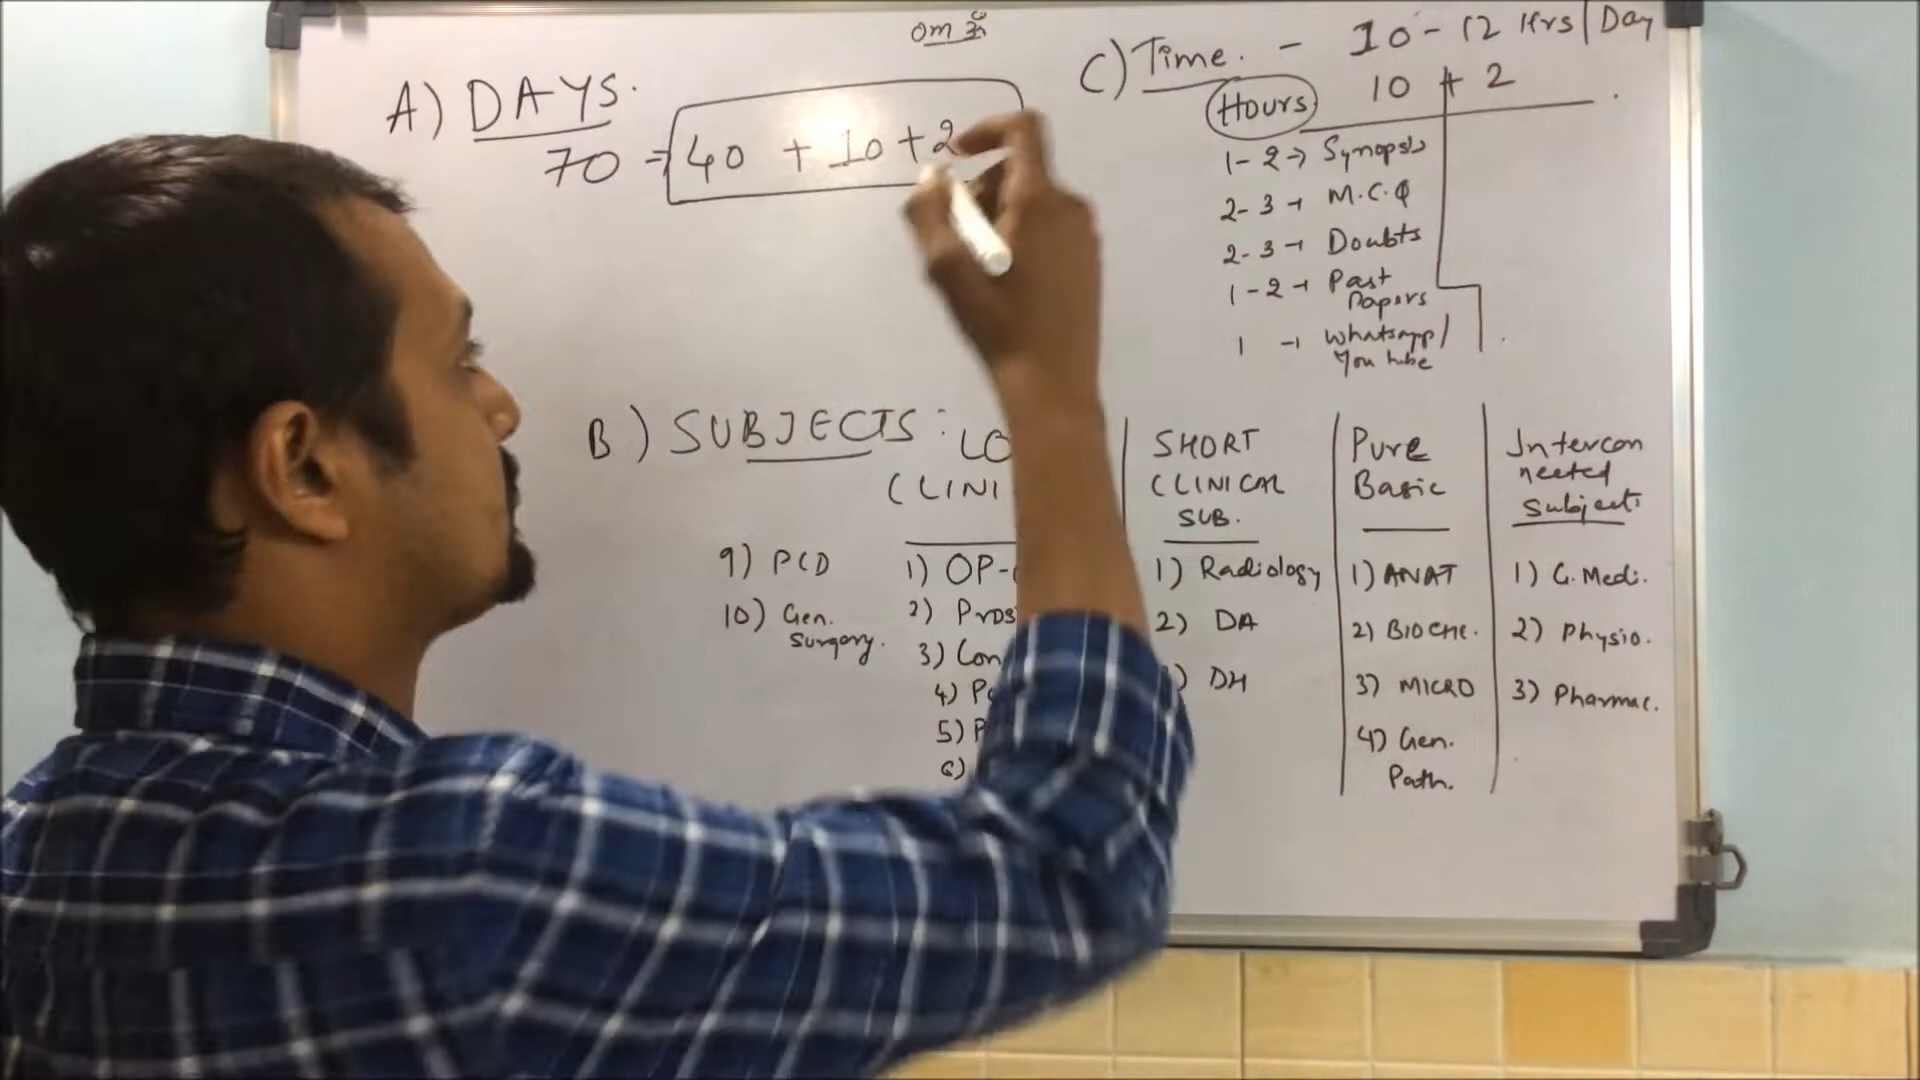 om ॐ
A) DAYS.
70 = 40 + 10 + 2
C) Time. - 10 - 12 Hrs/Day
Hours 10 + 2
1-2 → Synopsis
2-3 → M.C.Q
2-3 → Doubts
1-2 → Past
Papers
1 → Whatsapp/
You tube
B) SUBJECTS:
9) PCD
10) Gen.
Surgery.
1) OP-
2) Pros
3) Con
4) P
5) P
6)
SHORT
CLINICAL
SUB.
1) Radiology
2) DA
) DH
Pure
Basic
1) ANAT
2) BIOCHE.
3) MICRO
4) Gen.
Path.
Intercon
nected
Subjects
1) G. Medi.
2) Physio.
3) Pharmac.